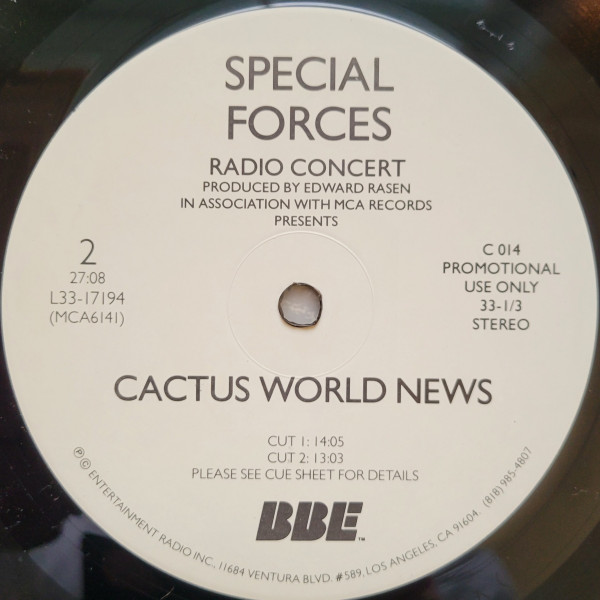 SPECIAL
FORCES
RADIO CONCERT
PRODUCED BY EDWARD RASEN
IN ASSOCIATION WITH MCA RECORDS
PRESENTS
2
27:08
L33-17194
(MCA6141)
C 014
PROMOTIONAL
USE ONLY
33-1/3
STEREO
CACTUS WORLD NEWS
CUT 1: 14:05
CUT 2: 13:03
PLEASE SEE CUE SHEET FOR DETAILS
BBE™
℗ © ENTERTAINMENT RADIO INC., 11684 VENTURA BLVD. #589, LOS ANGELES, CA 91604. (818) 985-4807